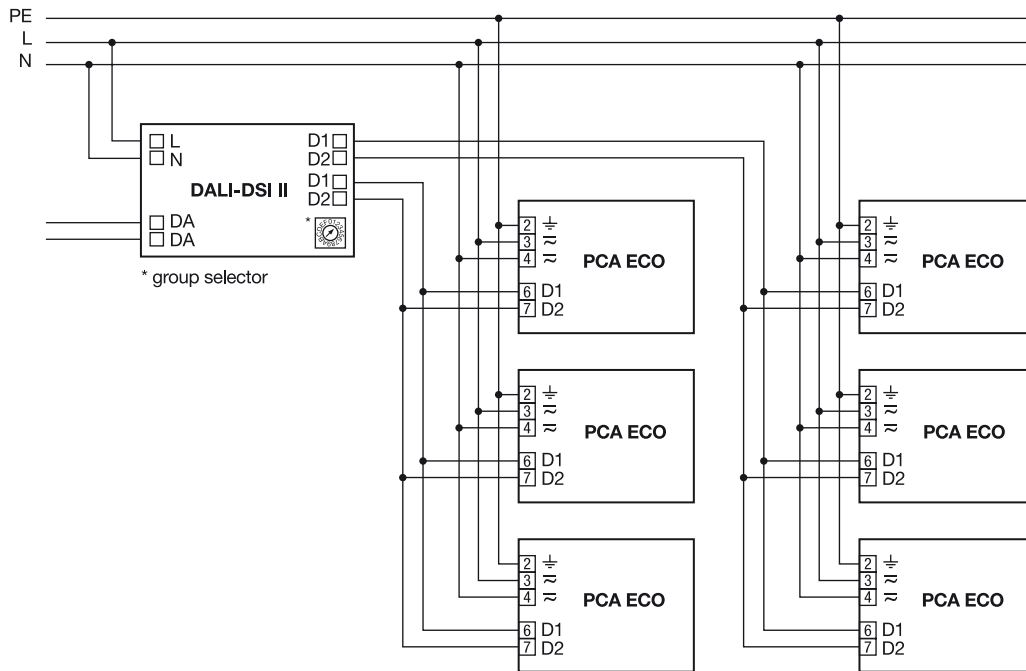 PE
L
N
L
N
D1
D2
DALI-DSI II
D1
D2
DA
DA
*
* group selector
2
3
4
PCA ECO
6 D1
7 D2
2
3
4
PCA ECO
6 D1
7 D2
2
3
4
PCA ECO
6 D1
7 D2
2
3
4
PCA ECO
6 D1
7 D2
2
3
4
PCA ECO
6 D1
7 D2
2
3
4
PCA ECO
6 D1
7 D2